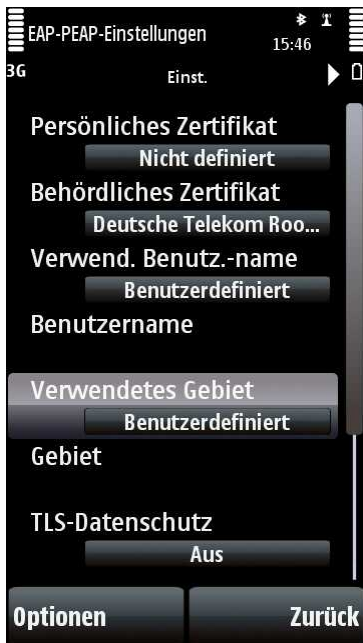 EAP-PEAP-Einstellungen
15:46
3G
Einst.
Persönliches Zertifikat
Nicht definiert
Behördliches Zertifikat
Deutsche Telekom Roo...
Verwend. Benutz.-name
Benutzerdefiniert
Benutzername
Verwendetes Gebiet
Benutzerdefiniert
Gebiet
TLS-Datenschutz
Aus
Optionen
Zurück